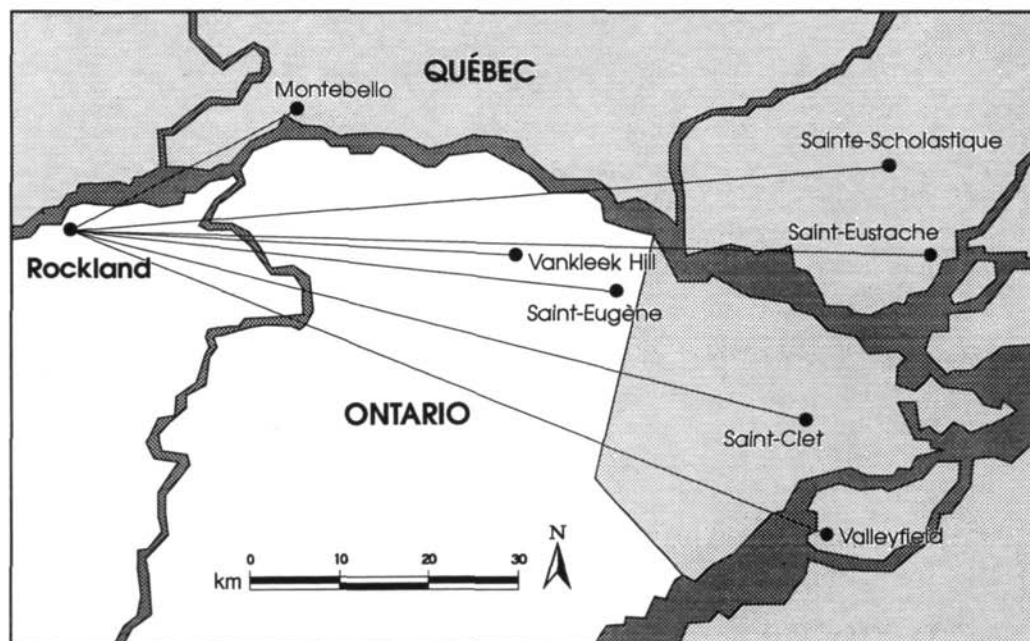 QUÉBEC
Montebello
Sainte-Scholastique
Saint-Eustache
Rockland
Vankleek Hill
Saint-Eugène
ONTARIO
Saint-Clet
Valleyfield
N
0 10 20 30
km